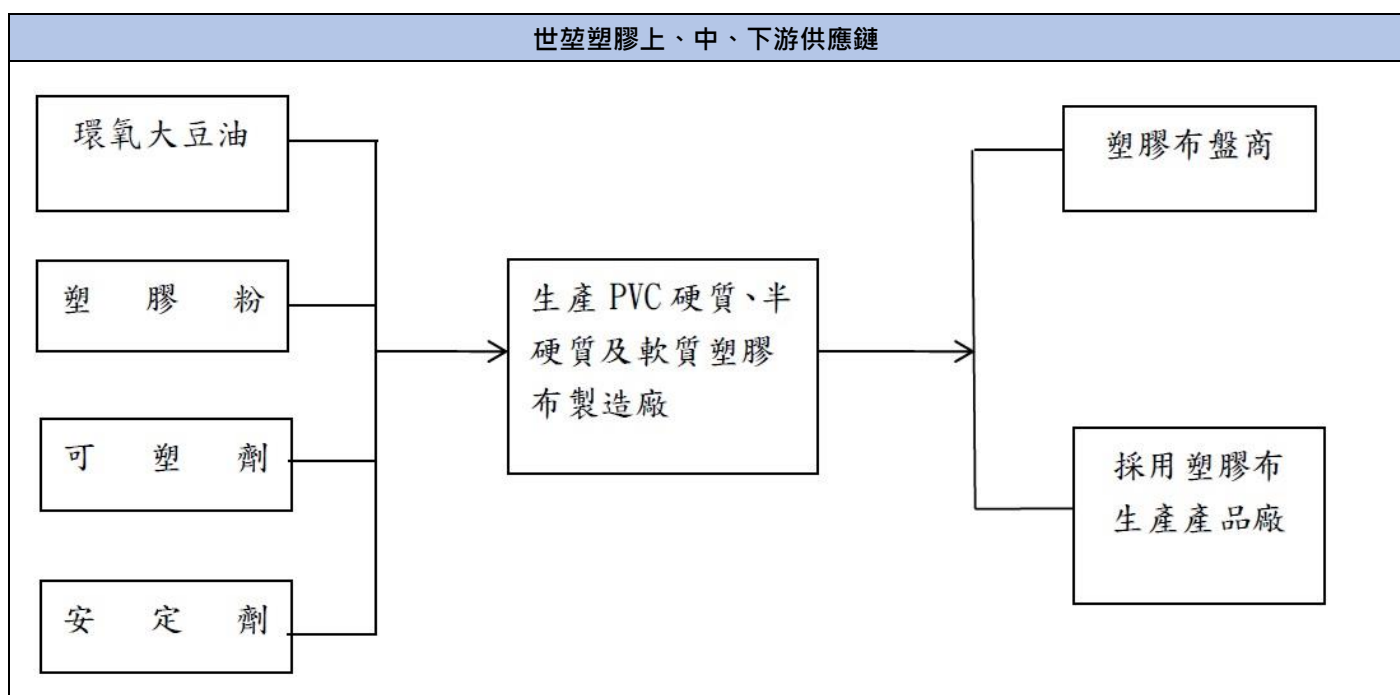 世堃塑膠上、中、下游供應鏈
環氧大豆油
塑膠粉
可塑劑
安定劑
生產 PVC 硬質、半
硬質及軟質塑膠
布製造廠
塑膠布盤商
採用塑膠布
生產產品廠